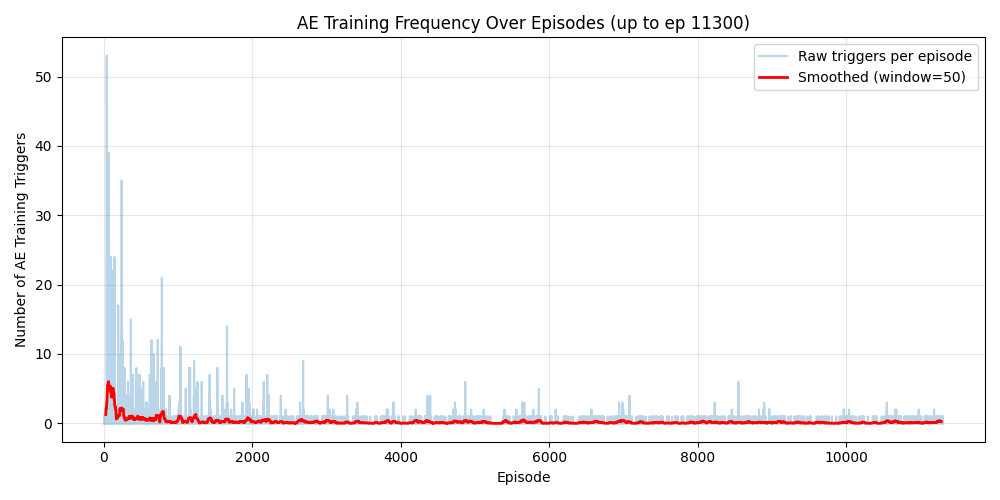 AE Training Frequency Over Episodes (up to ep 11300)
Raw triggers per episode
Smoothed (window=50)
Number of AE Training Triggers
50
40
30
20
10
0
0 2000 4000 6000 8000 10000
Episode